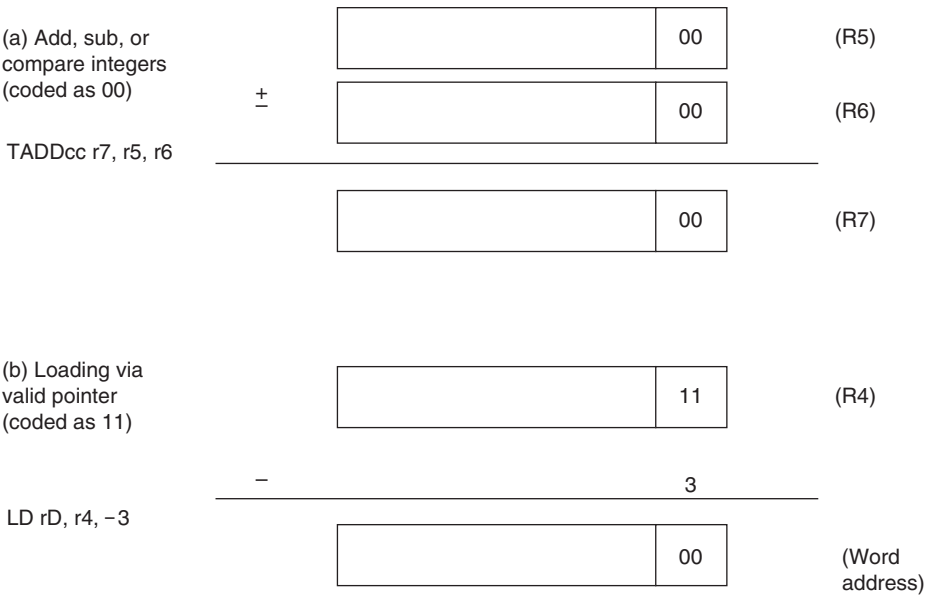 (a) Add, sub, or
compare integers
(coded as 00)
00
(R5)
±
00
(R6)
TADDcc r7, r5, r6
00
(R7)
(b) Loading via
valid pointer
(coded as 11)
11
(R4)
−
3
LD rD, r4, −3
00
(Word
address)